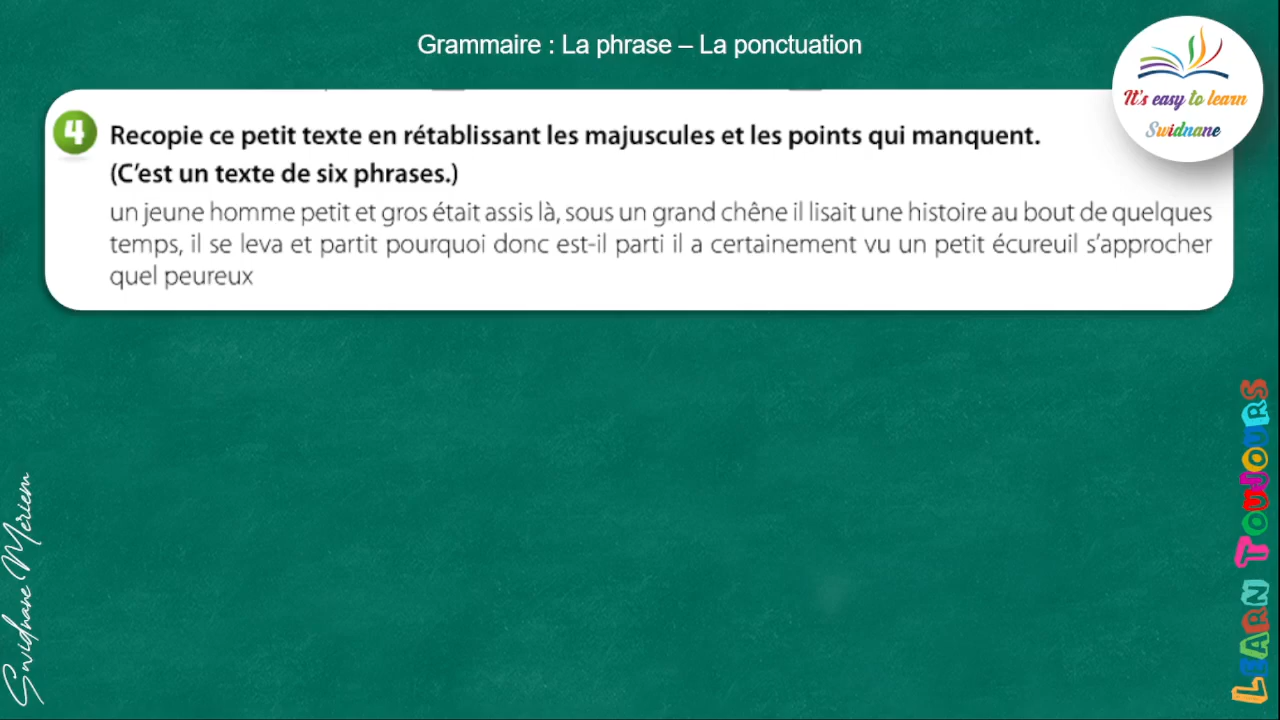 Grammaire : La phrase – La ponctuation
It's easy to learn
Swidnane
4 Recopie ce petit texte en rétablissant les majuscules et les points qui manquent.
(C'est un texte de six phrases.)
un jeune homme petit et gros était assis là, sous un grand chêne il lisait une histoire au bout de quelques
temps, il se leva et partit pourquoi donc est-il parti il a certainement vu un petit écureuil s'approcher
quel peureux
Swidnane Meriem
LEARN TOUJOURS